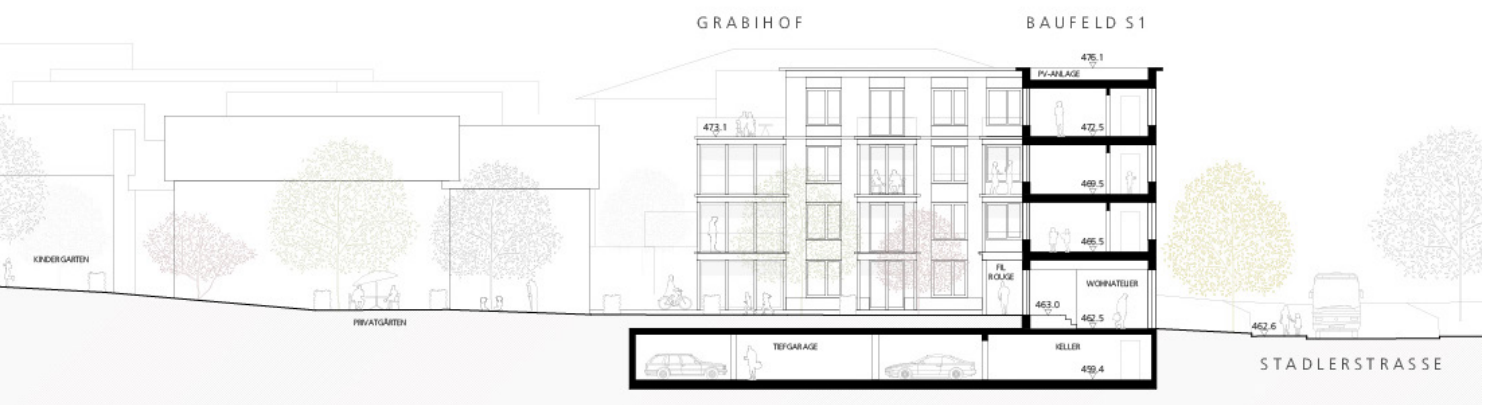 GRABIHOF
BAUFELD S1
476.1
PV-ANLAGE
473.1
472.5
469.5
466.5
KINDERGARTEN
FIL
ROUGE
WOHNATELIER
463.0
462.5
462.6
PRIVATGÄRTEN
TIEFGARAGE
KELLER
459.4
STADLERSTRASSE